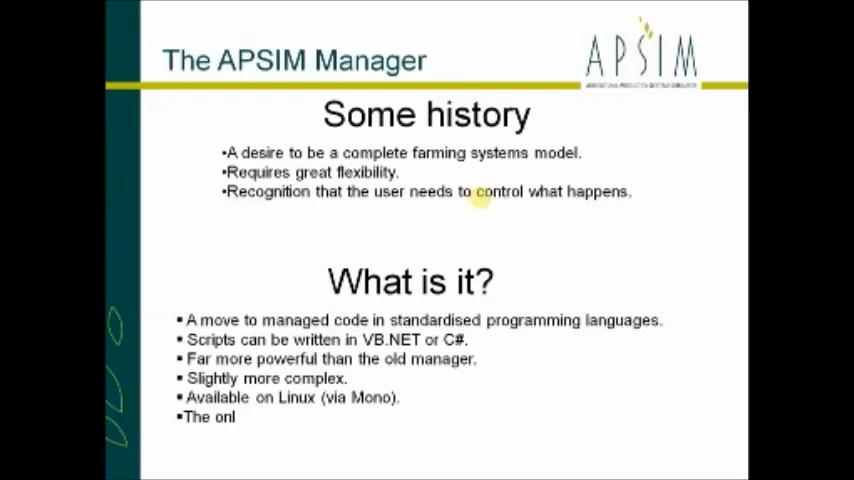 The APSIM Manager
APSIM
Some history
•A desire to be a complete farming systems model.
•Requires great flexibility.
•Recognition that the user needs to control what happens.
What is it?
▪ A move to managed code in standardised programming languages.
▪ Scripts can be written in VB.NET or C#.
▪ Far more powerful than the old manager.
▪ Slightly more complex.
▪ Available on Linux (via Mono).
▪The onl